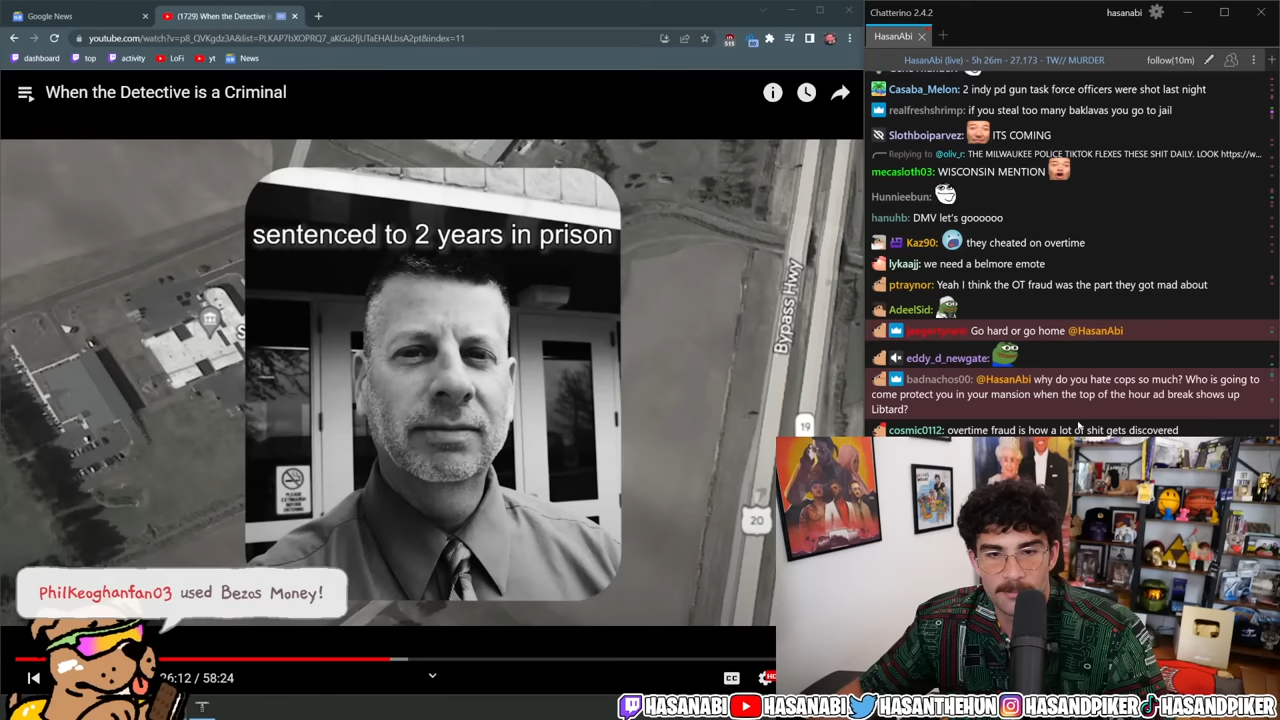 Google News
(1729) When the Detective is
youtube.com/watch?v=p8_QVKgdz3A&list=PLKAP7bXOPRQ7_aKGu2fjUTaEHALbsA2pt&index=11
515
dashboard
top
activity
LoFi
yt
News
When the Detective is a Criminal
sentenced to 2 years in prison
Bypass Hwy
19
20
PhilKeoghanfan03 used Bezos Money!
26:12 / 58:24
CC
HD
Chatterino 2.4.2
hasanabi
HasanAbi
HasanAbi (live) - 5h 26m - 27.173 - TW// MURDER
follow(10m)
Casaba_Melon: 2 indy pd gun task force officers were shot last night
realfreshshrimp: if you steal too many baklavas you go to jail
Slothboiparvez: ITS COMING
Replying to @oliv_r: THE MILWAUKEE POLICE TIKTOK FLEXES THESE SHIT DAILY. LOOK https://w...
mecasloth03: WISCONSIN MENTION
Hunnieebun:
hanuhb: DMV let's goooooo
Kaz90: they cheated on overtime
lykaajj: we need a belmore emote
ptraynor: Yeah I think the OT fraud was the part they got mad about
AdeelSid:
Go hard or go home @HasanAbi
eddy_d_newgate:
badnachos00: @HasanAbi why do you hate cops so much? Who is going to
come protect you in your mansion when the top of the hour ad break shows up
Libtard?
cosmic0112: overtime fraud is how a lot of shit gets discovered
HASANABI
HASANABI
HASANTHEHUN
HASANDPIKER
HASANDPIKER